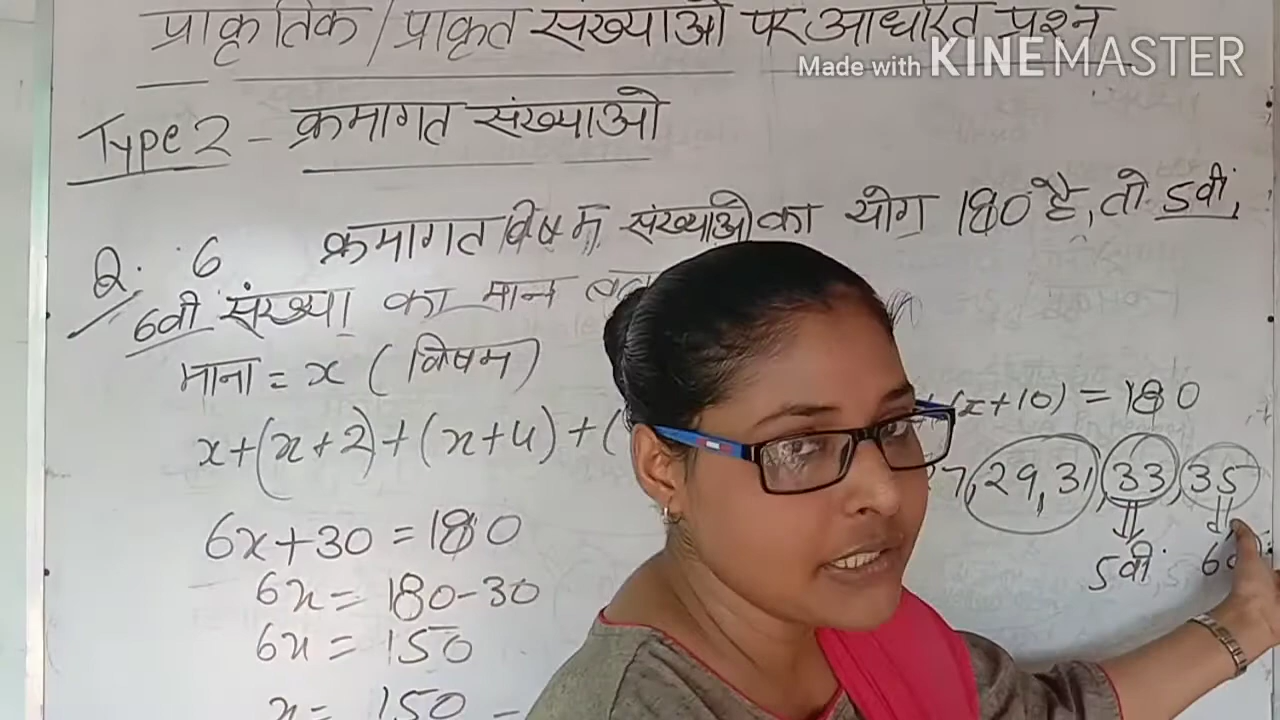 प्राकृतिक/प्राकृत संख्याओं पर आधारित प्रश्न
Made with KINEMASTER
Type 2 - क्रमागत संख्याओं
Q. 6 क्रमागत विषम संख्याओं का योग 180 है, तो 5वीं,
6वीं संख्या का मान
माना = x (विषम)
x+(x+2)+(x+4)+( (x+10) = 180
29, 31, 33, 35
6x+30 = 180
5वीं
6x = 180-30
6x = 150
x = 150